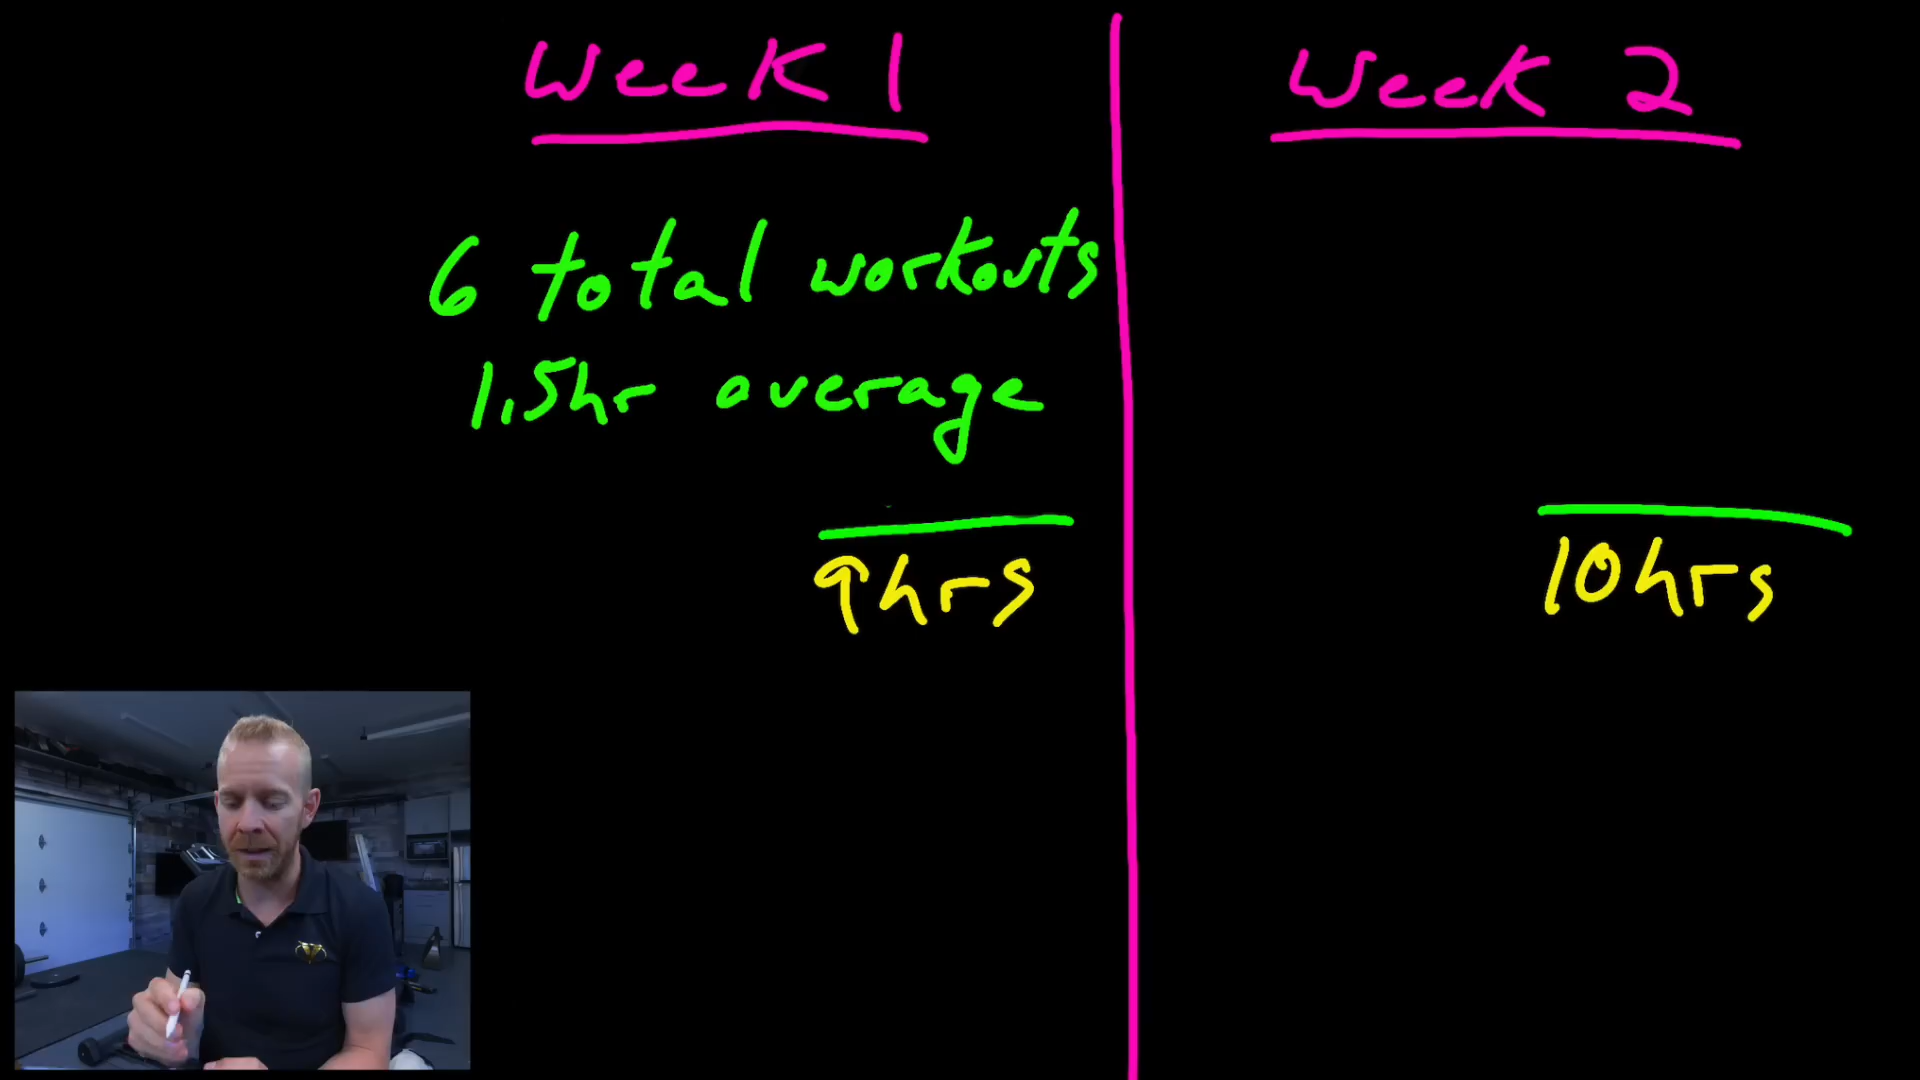 Week 1
6 total workouts
1.5hr average
9hrs
Week 2
10hrs